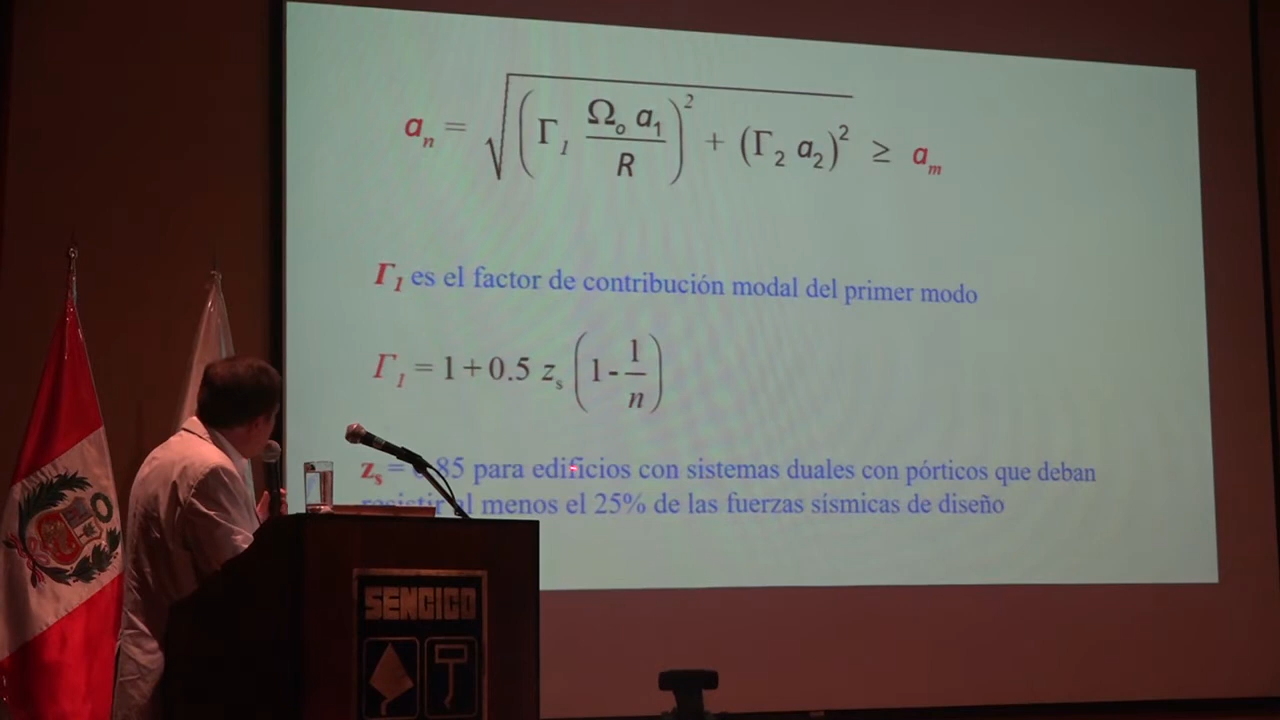 aₙ = √((Γ₁ Ωₒ a₁ / R)² + (Γ₂ a₂)²) ≥ aₘ
Γ₁ es el factor de contribución modal del primer modo
Γ₁ = 1 + 0.5 zₛ (1 - 1/n)
zₛ = 0.85 para edificios con sistemas duales con pórticos que deban
resistir al menos el 25% de las fuerzas sísmicas de diseño
SENCICO